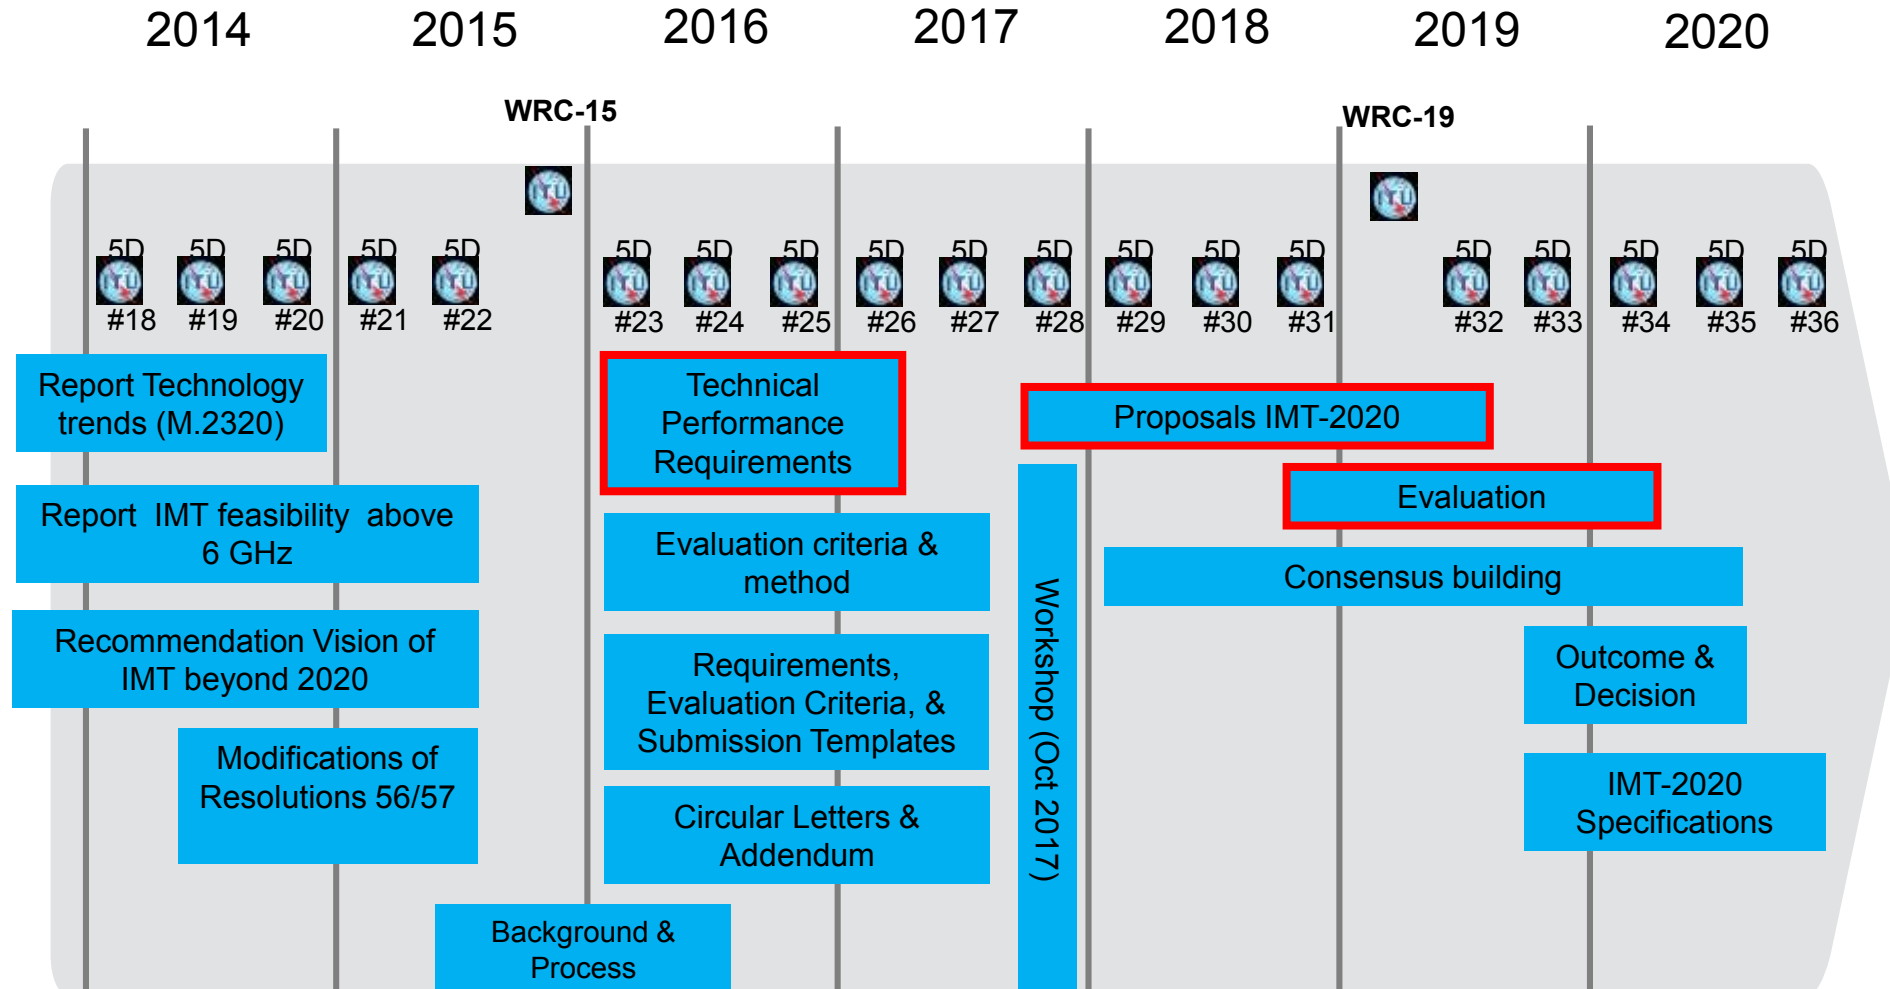 2014 2015 2016 2017 2018 2019 2020
WRC-15 WRC-19
5D 5D 5D 5D 5D 5D 5D 5D 5D 5D 5D 5D 5D 5D 5D 5D 5D 5D 5D
#18 #19 #20 #21 #22 #23 #24 #25 #26 #27 #28 #29 #30 #31 #32 #33 #34 #35 #36
Report Technology
trends (M.2320)
Report IMT feasibility above
6 GHz
Recommendation Vision of
IMT beyond 2020
Modifications of
Resolutions 56/57
Background &
Process
Technical
Performance
Requirements
Evaluation criteria &
method
Requirements,
Evaluation Criteria, &
Submission Templates
Circular Letters &
Addendum
Workshop (Oct 2017)
Proposals IMT-2020
Evaluation
Consensus building
Outcome &
Decision
IMT-2020
Specifications